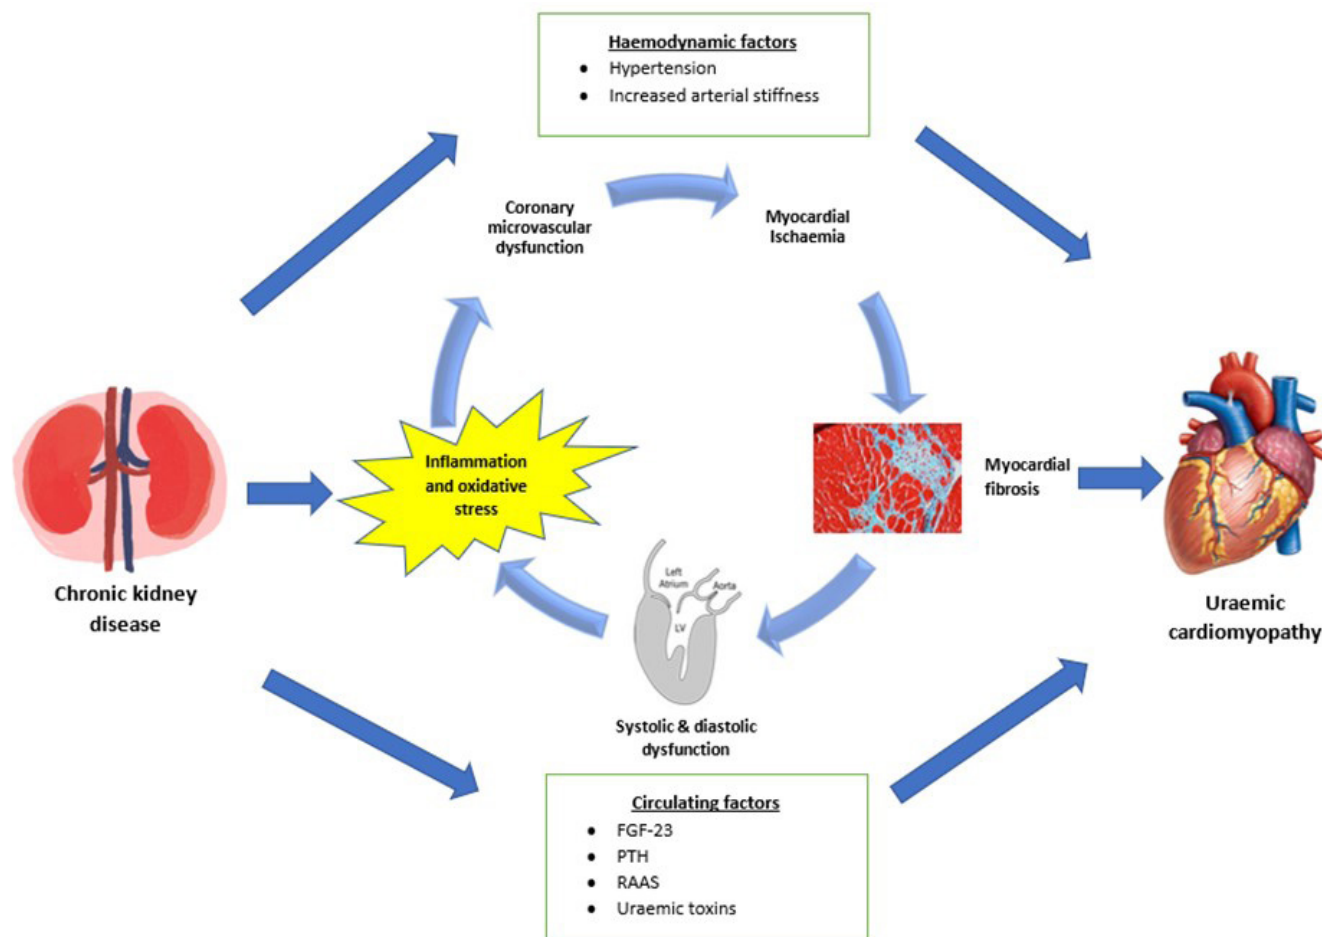 Haemodynamic factors
• Hypertension
• Increased arterial stiffness
Coronary
microvascular
dysfunction
Myocardial
Ischaemia
Inflammation
and oxidative
stress
Myocardial
fibrosis
Chronic kidney
disease
Left
Atrium
Aorta
LV
Uraemic
cardiomyopathy
Systolic & diastolic
dysfunction
Circulating factors
• FGF-23
• PTH
• RAAS
• Uraemic toxins